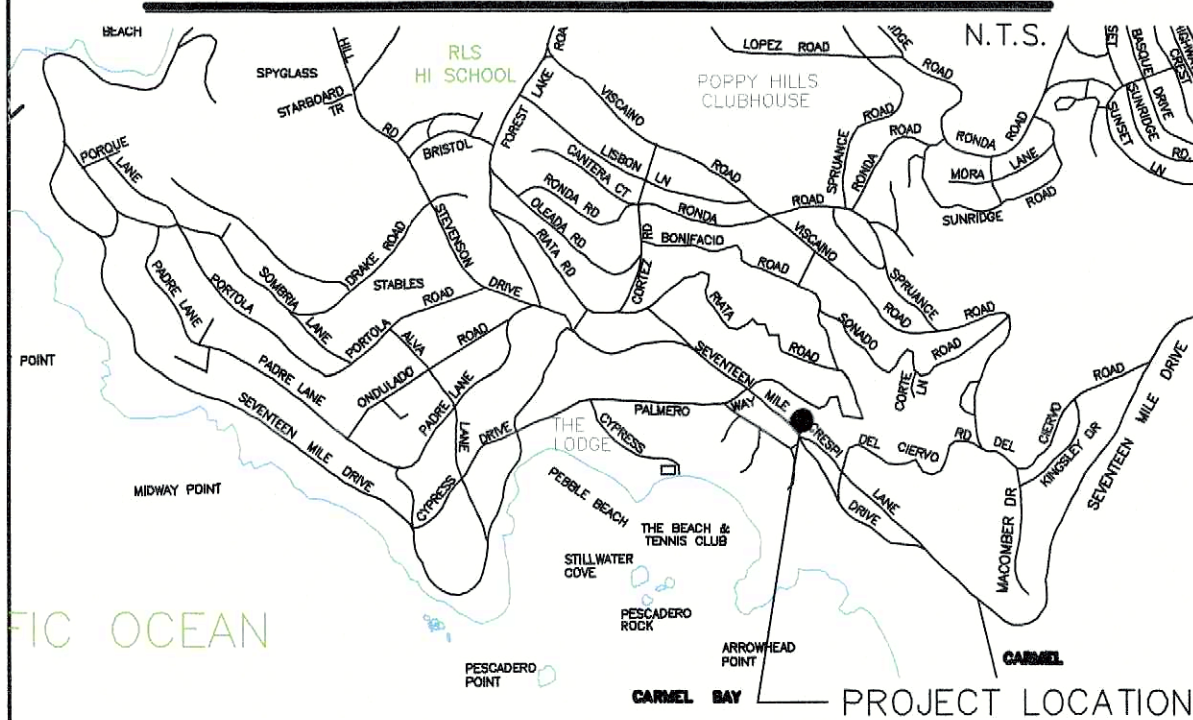 BEACH
HILL
ROA
LOPEZ ROAD
IDGE
ROAD
N.T.S.
SET
BASQUE
DRIVE
HIGHWA
CREST
SPYGLASS
STARBOARD
TR
RLS
HI SCHOOL
LAKE
FOREST
VISCAINO
ROAD
POPPY HILLS
CLUBHOUSE
SPRUANCE
ROAD
RONDA
ROAD
RONDA
ROAD
SUNSET
LN
SUNRIDGE
RD.
RD
BRISTOL
LISBON
LN
CANTERA CT
MORA
LANE
SUNRIDGE
ROAD
PORQUE
LANE
RONDA RD
OLEADA RD
RIATA RD
RONDA
ROAD
CORTEZ
RD
BONIFACIO
ROAD
VISCAINO
ROAD
STEVENSON
DRIVE
DRAKE ROAD
STABLES
SOMBRIA
LANE
PADRE LANE
PORTOLA
PORTOLA
ROAD
ALVA
LANE
ONDULADO
ROAD
RIATA
ROAD
SONADO
ROAD
SPRUANCE
ROAD
CORTE
LN
SEVENTEEN
MILE
POINT
PADRE LANE
PADRE LANE
SEVENTEEN MILE DRIVE
CYPRESS
DRIVE
THE
LODGE
CYPRESS
PALMERO
WAY
CRESPI
LANE
DRIVE
DEL
CIERVO
RD
DEL
CIERVO
ROAD
KINGSLEY DR
SEVENTEEN MILE DRIVE
MACOMBER DR
MIDWAY POINT
PEBBLE BEACH
THE BEACH &
TENNIS CLUB
STILLWATER
COVE
PESCADERO
ROCK
FIC OCEAN
PESCADERO
POINT
ARROWHEAD
POINT
CARMEL
CARMEL BAY
PROJECT LOCATION